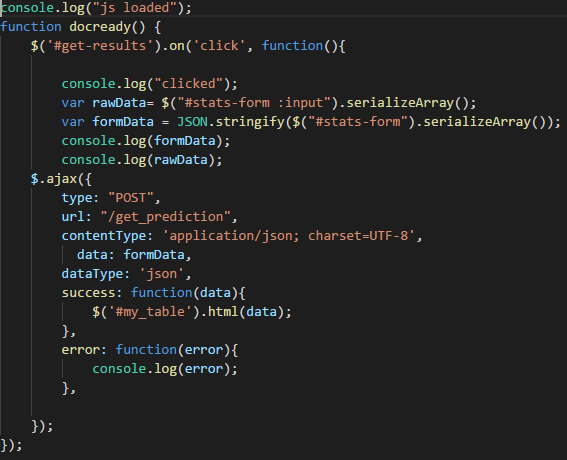 console.log("js loaded");
function docready() {
    $('#get-results').on('click', function(){

        console.log("clicked");
        var rawData= $("#stats-form :input").serializeArray();
        var formData = JSON.stringify($("#stats-form").serializeArray());
        console.log(formData);
        console.log(rawData);
    $.ajax({
        type: "POST",
        url: "/get_prediction",
        contentType: 'application/json; charset=UTF-8',
          data: formData,
        dataType: 'json',
        success: function(data){
            $('#my_table').html(data);
        },
        error: function(error){
            console.log(error);
        },

    });
});